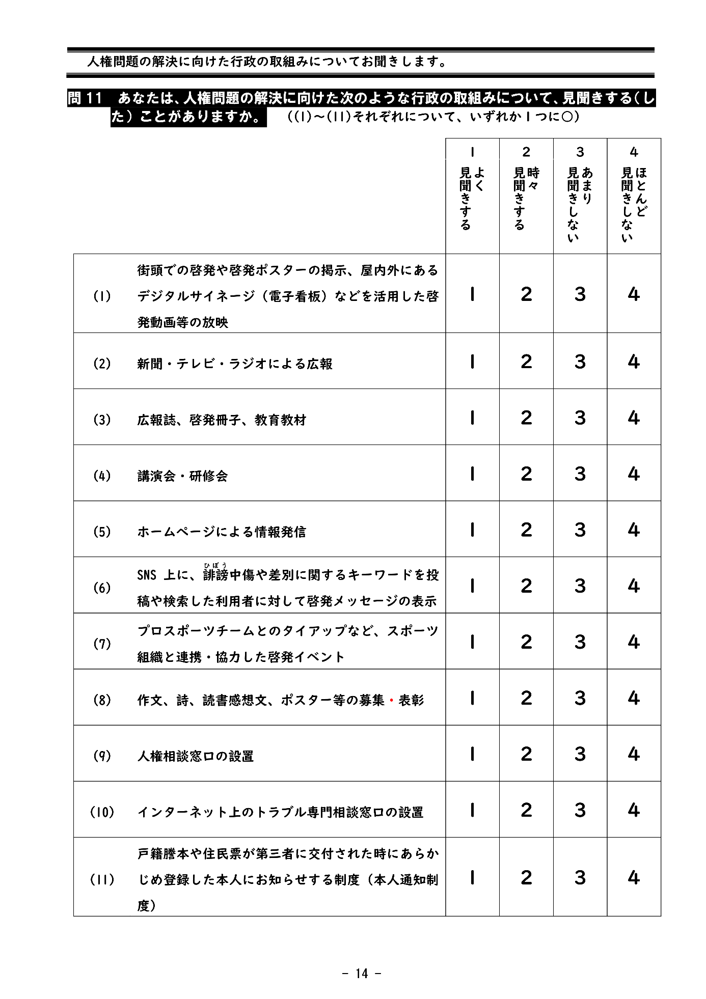 人権問題の解決に向けた行政の取組みについてお聞きします。
問11　あなたは、人権問題の解決に向けた次のような行政の取組みについて、見聞きする（し
た）ことがありますか。　（(1)～(11)それぞれについて、いずれか１つに○）
1
よく
見聞きする
2
時々
見聞きする
3
あまり
見聞きしない
4
ほとんど
見聞きしない
(1)　街頭での啓発や啓発ポスターの掲示、屋内外にある
デジタルサイネージ（電子看板）などを活用した啓
発動画等の放映
1　2　3　4
(2)　新聞・テレビ・ラジオによる広報　1　2　3　4
(3)　広報誌、啓発冊子、教育教材　1　2　3　4
(4)　講演会・研修会　1　2　3　4
(5)　ホームページによる情報発信　1　2　3　4
ひぼう
(6)　SNS 上に、誹謗中傷や差別に関するキーワードを投
稿や検索した利用者に対して啓発メッセージの表示
1　2　3　4
(7)　プロスポーツチームとのタイアップなど、スポーツ
組織と連携・協力した啓発イベント
1　2　3　4
(8)　作文、詩、読書感想文、ポスター等の募集・表彰　1　2　3　4
(9)　人権相談窓口の設置　1　2　3　4
(10)　インターネット上のトラブル専門相談窓口の設置　1　2　3　4
(11)　戸籍謄本や住民票が第三者に交付された時にあらか
じめ登録した本人にお知らせする制度（本人通知制
度）
1　2　3　4
- 14 -